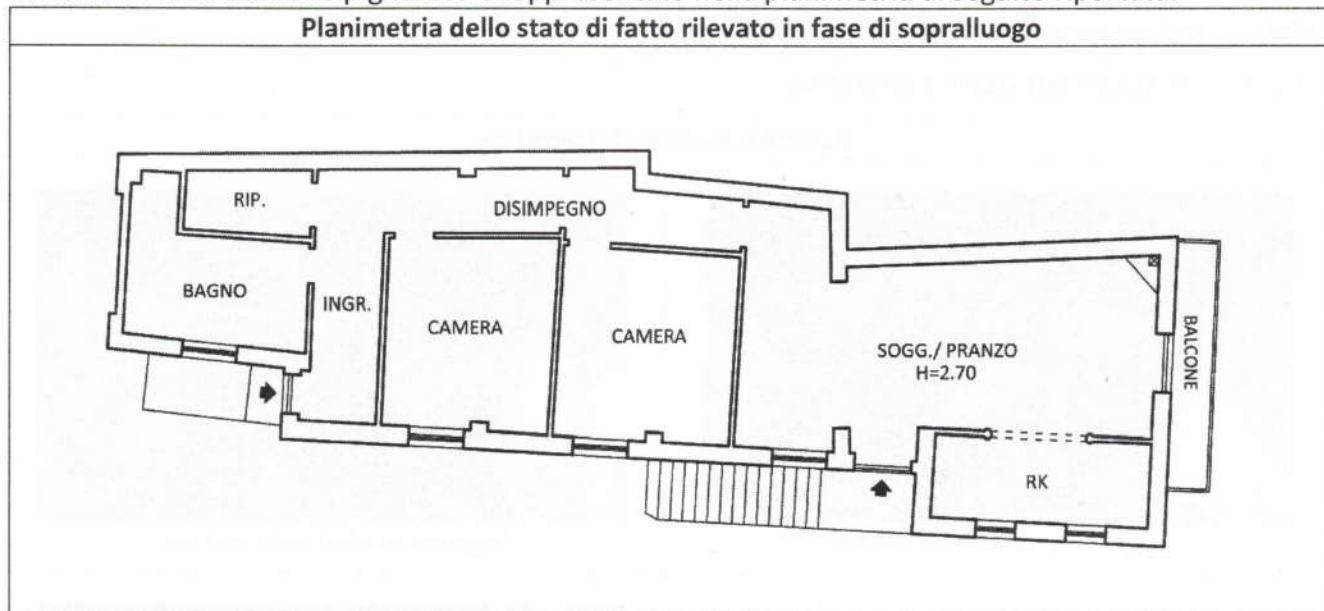 Planimetria dello stato di fatto rilevato in fase di sopralluogo
RIP.
DISIMPEGNO
BAGNO
INGR.
CAMERA
CAMERA
SOGG./ PRANZO
H=2.70
BALCONE
RK